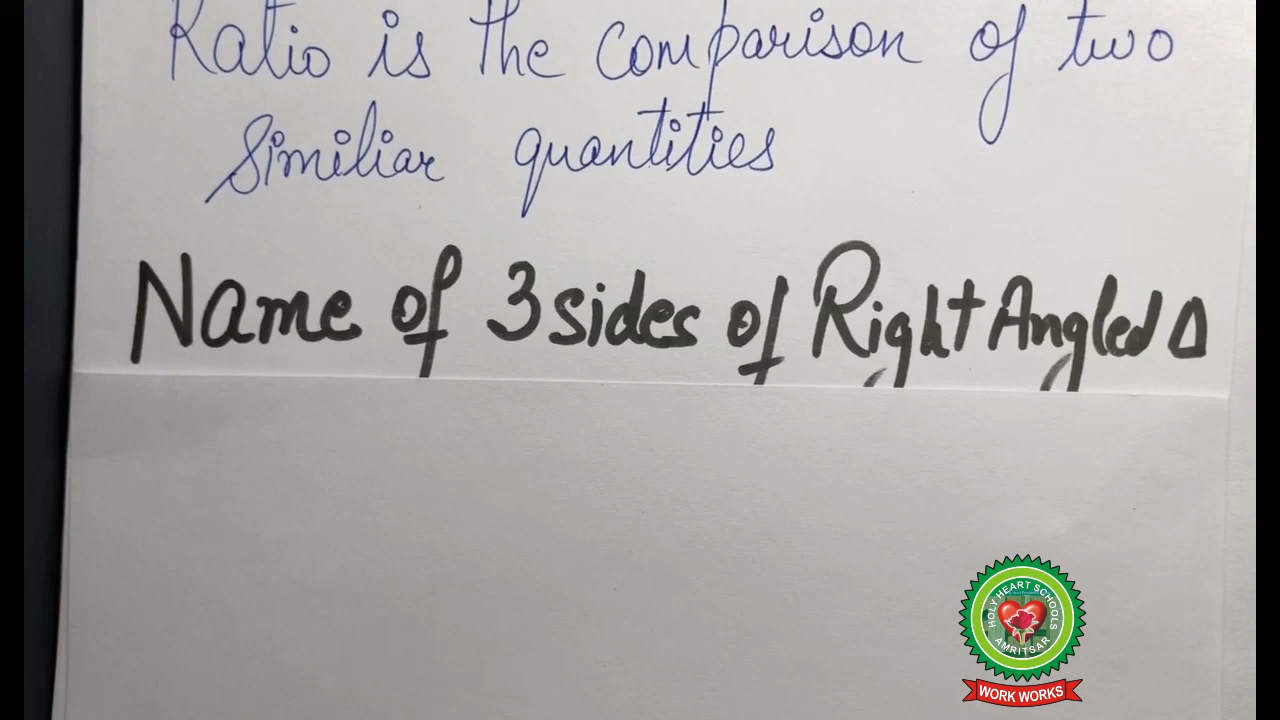 Ratio is the comparison of two
Similiar quantities
Name of 3 sides of Right Angled Δ
HOLY HEART SCHOOLS
AMRITSAR
WORK WORKS